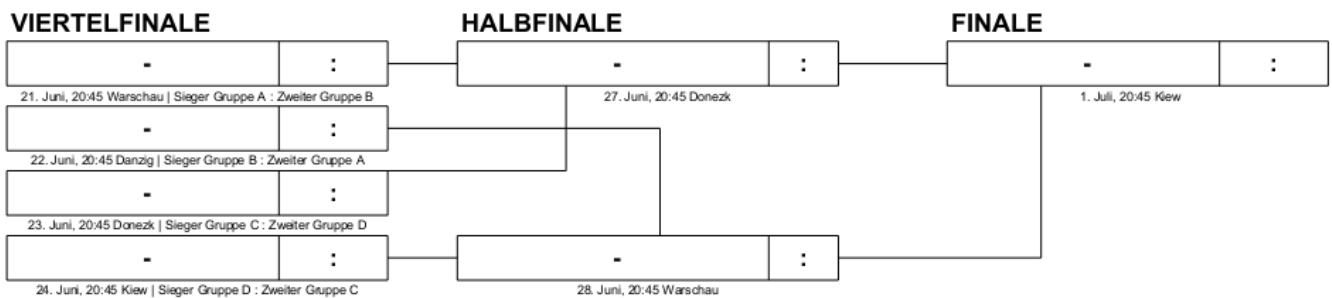 VIERTELFINALE HALBFINALE FINALE
- : - : - :
21. Juni, 20:45 Warschau | Sieger Gruppe A : Zweiter Gruppe B 27. Juni, 20:45 Donezk 1. Juli, 20:45 Kiew
- :
22. Juni, 20:45 Danzig | Sieger Gruppe B : Zweiter Gruppe A
- :
23. Juni, 20:45 Donezk | Sieger Gruppe C : Zweiter Gruppe D
- : - :
24. Juni, 20:45 Kiew | Sieger Gruppe D : Zweiter Gruppe C 28. Juni, 20:45 Warschau